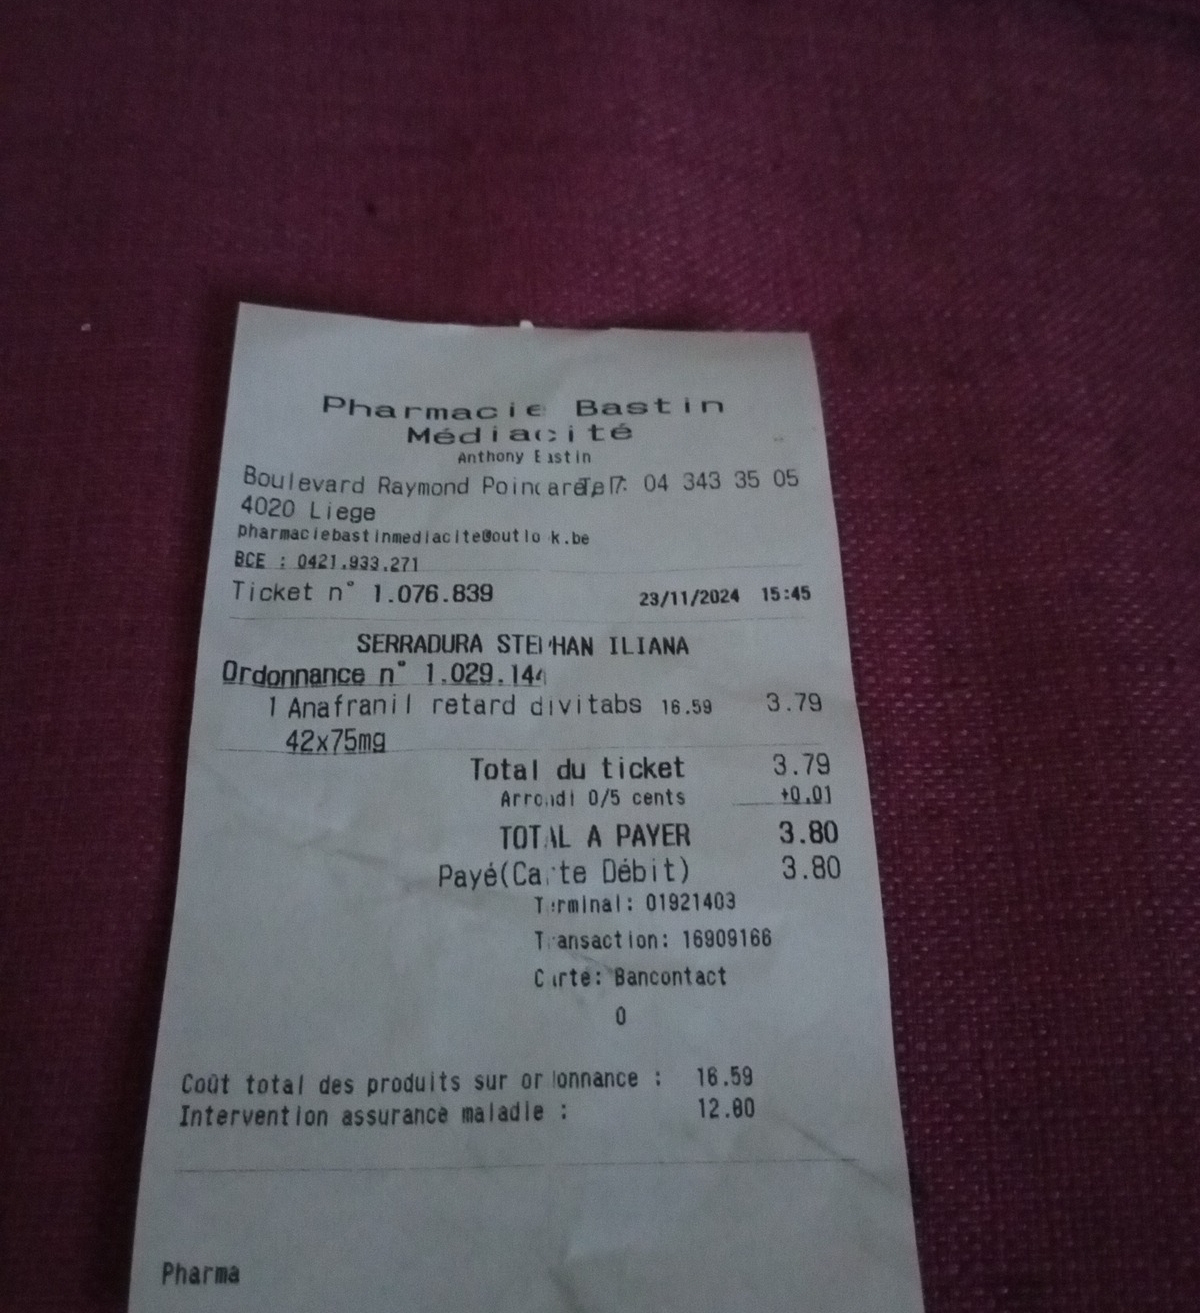 Pharmacie Bastin
Médiacité
Anthony Bastin
Boulevard Raymond Poincaré 7 Tel: 04 343 35 05
4020 Liege
pharmaciebastinmediacite@outlook.be
BCE : 0421.933.271
Ticket n° 1.076.839 23/11/2024 15:45
SERRADURA STEPHAN ILIANA
Ordonnance n° 1.029.144
1 Anafranil retard divitabs 16.59 3.79
42x75mg
Total du ticket 3.79
Arrondi 0/5 cents +0.01
TOTAL A PAYER 3.80
Payé(Carte Débit) 3.80
Terminal: 01921403
Transaction: 16909166
Carte: Bancontact
0
Coût total des produits sur ordonnance : 16.59
Intervention assurance maladie : 12.80
Pharma